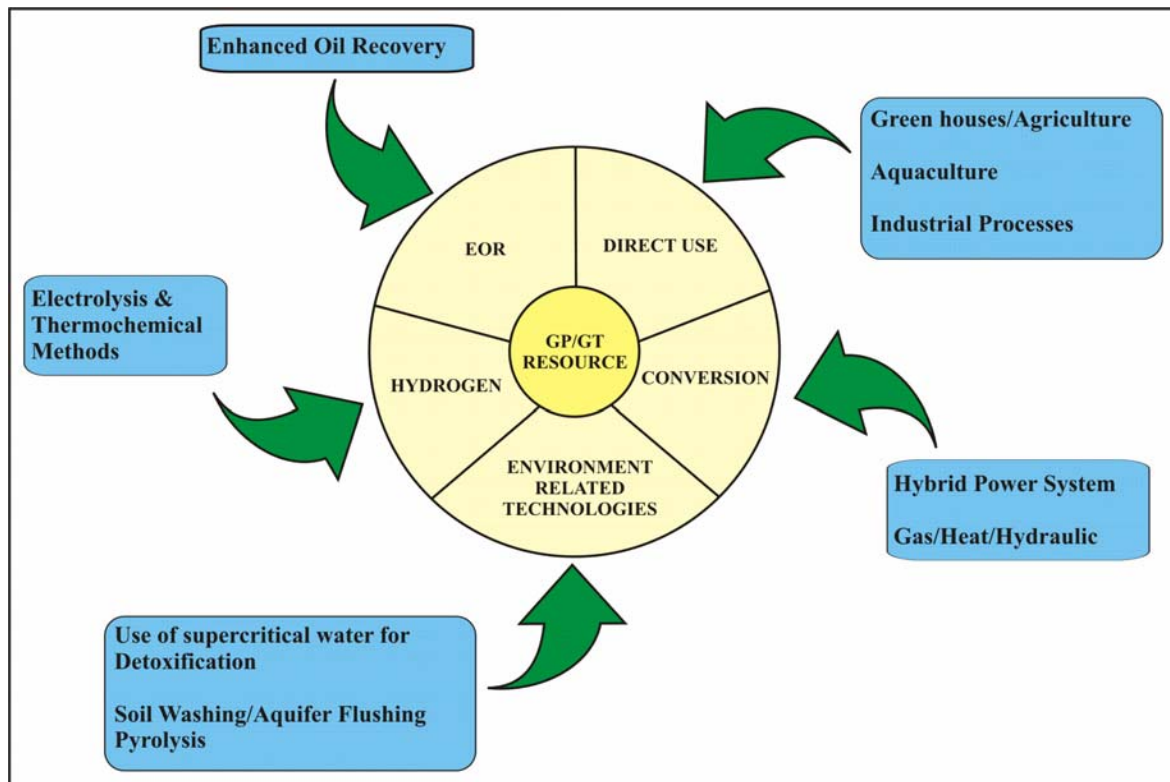 Enhanced Oil Recovery
Green houses/Agriculture
Aquaculture
Industrial Processes
EOR
DIRECT USE
Electrolysis &
Thermochemical
Methods
GP/GT
RESOURCE
HYDROGEN
CONVERSION
ENVIRONMENT
RELATED
TECHNOLOGIES
Hybrid Power System
Gas/Heat/Hydraulic
Use of supercritical water for
Detoxification
Soil Washing/Aquifer Flushing
Pyrolysis